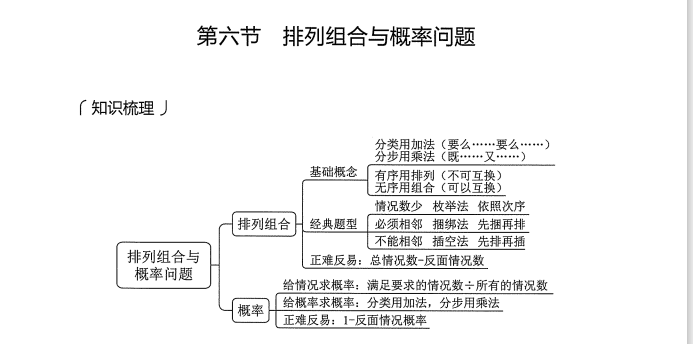 第六节　排列组合与概率问题
知识梳理
分类用加法（要么……要么……）
分步用乘法（既……又……）
基础概念
有序用排列（不可互换）
无序用组合（可以互换）
情况数少　枚举法　依照次序
排列组合
经典题型
必须相邻　捆绑法　先捆再排
不能相邻　插空法　先排再插
正难反易：总情况数-反面情况数
排列组合与
概率问题
给情况求概率：满足要求的情况数÷所有的情况数
概率
给概率求概率：分类用加法，分步用乘法
正难反易：1-反面情况概率